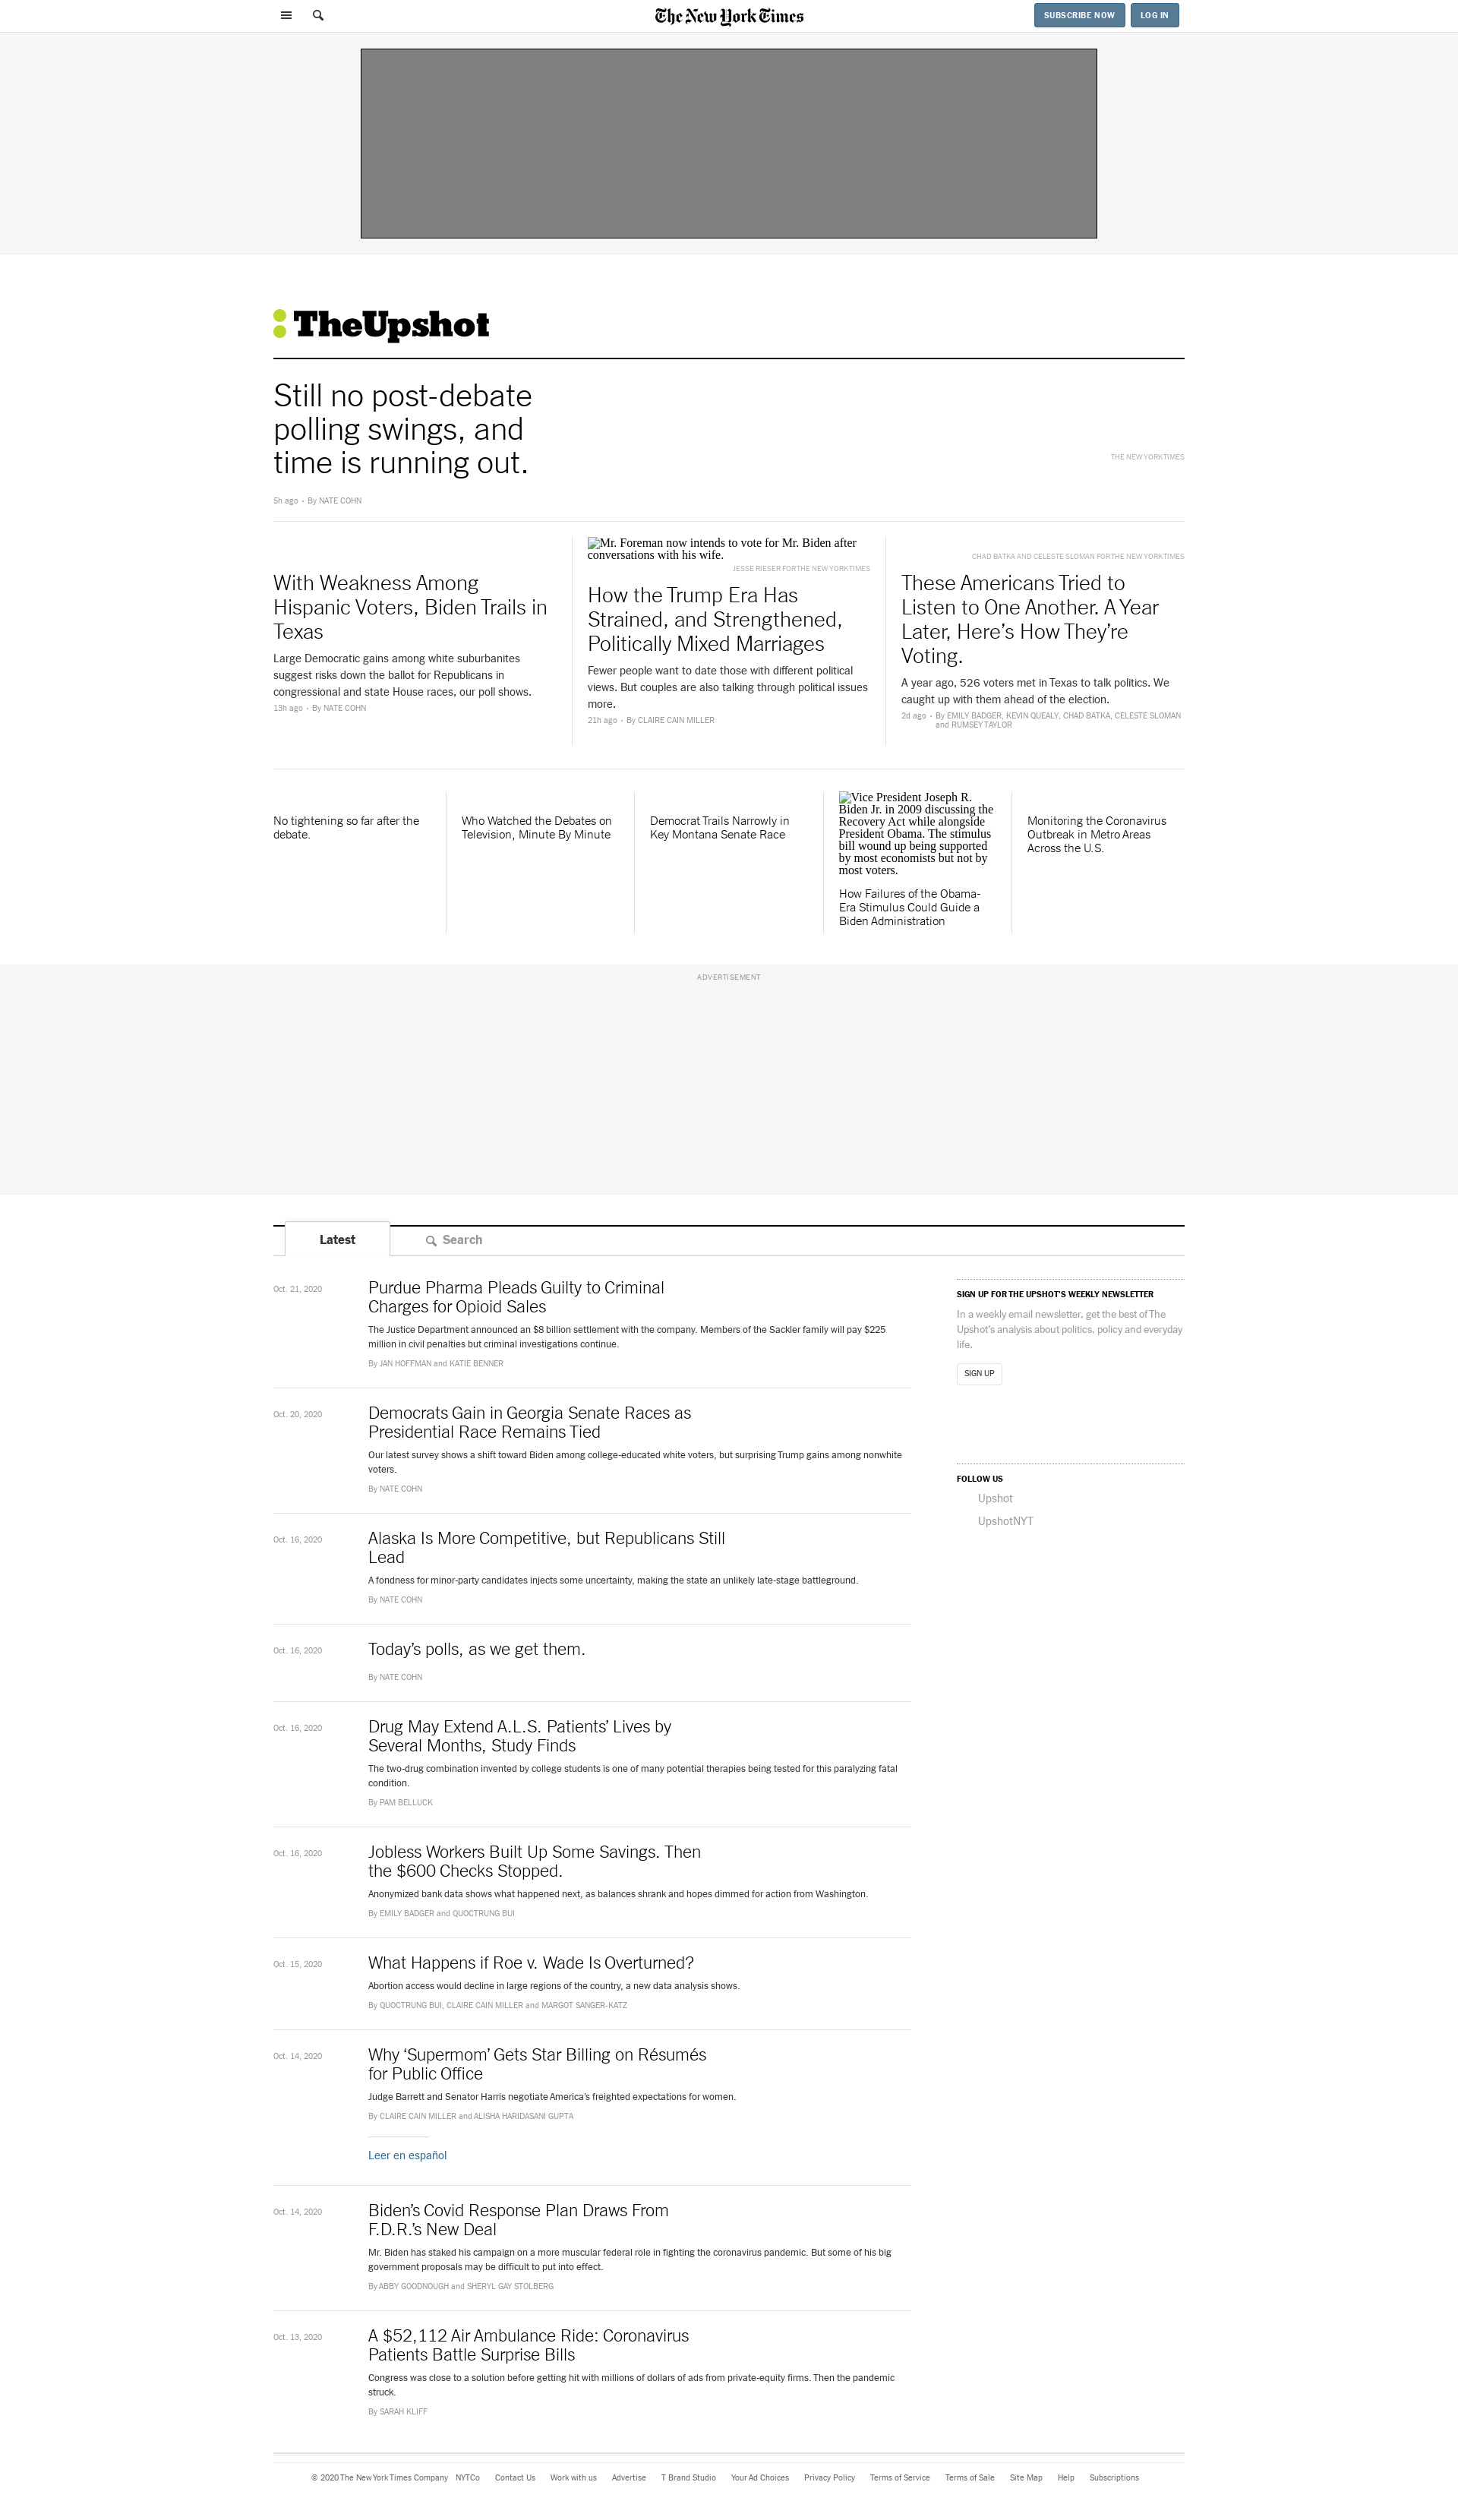 The New York Times
SUBSCRIBE NOW
LOG IN
TheUpshot
Still no post-debate
polling swings, and
time is running out.
5h ago • By NATE COHN
THE NEW YORK TIMES
With Weakness Among
Hispanic Voters, Biden Trails in
Texas
Large Democratic gains among white suburbanites
suggest risks down the ballot for Republicans in
congressional and state House races, our poll shows.
13h ago • By NATE COHN
Mr. Foreman now intends to vote for Mr. Biden after
conversations with his wife.
JESSE RIESER FOR THE NEW YORK TIMES
How the Trump Era Has
Strained, and Strengthened,
Politically Mixed Marriages
Fewer people want to date those with different political
views. But couples are also talking through political issues
more.
21h ago • By CLAIRE CAIN MILLER
CHAD BATKA AND CELESTE SLOMAN FOR THE NEW YORK TIMES
These Americans Tried to
Listen to One Another. A Year
Later, Here’s How They’re
Voting.
A year ago, 526 voters met in Texas to talk politics. We
caught up with them ahead of the election.
2d ago • By EMILY BADGER, KEVIN QUEALY, CHAD BATKA, CELESTE SLOMAN
and RUMSEY TAYLOR
No tightening so far after the
debate.
Who Watched the Debates on
Television, Minute By Minute
Democrat Trails Narrowly in
Key Montana Senate Race
Vice President Joseph R.
Biden Jr. in 2009 discussing the
Recovery Act while alongside
President Obama. The stimulus
bill wound up being supported
by most economists but not by
most voters.
How Failures of the Obama-
Era Stimulus Could Guide a
Biden Administration
Monitoring the Coronavirus
Outbreak in Metro Areas
Across the U.S.
ADVERTISEMENT
Latest
Search
Oct. 21, 2020
Purdue Pharma Pleads Guilty to Criminal
Charges for Opioid Sales
The Justice Department announced an $8 billion settlement with the company. Members of the Sackler family will pay $225
million in civil penalties but criminal investigations continue.
By JAN HOFFMAN and KATIE BENNER
Oct. 20, 2020
Democrats Gain in Georgia Senate Races as
Presidential Race Remains Tied
Our latest survey shows a shift toward Biden among college-educated white voters, but surprising Trump gains among nonwhite
voters.
By NATE COHN
Oct. 16, 2020
Alaska Is More Competitive, but Republicans Still
Lead
A fondness for minor-party candidates injects some uncertainty, making the state an unlikely late-stage battleground.
By NATE COHN
Oct. 16, 2020
Today’s polls, as we get them.
By NATE COHN
Oct. 16, 2020
Drug May Extend A.L.S. Patients’ Lives by
Several Months, Study Finds
The two-drug combination invented by college students is one of many potential therapies being tested for this paralyzing fatal
condition.
By PAM BELLUCK
Oct. 16, 2020
Jobless Workers Built Up Some Savings. Then
the $600 Checks Stopped.
Anonymized bank data shows what happened next, as balances shrank and hopes dimmed for action from Washington.
By EMILY BADGER and QUOCTRUNG BUI
Oct. 15, 2020
What Happens if Roe v. Wade Is Overturned?
Abortion access would decline in large regions of the country, a new data analysis shows.
By QUOCTRUNG BUI, CLAIRE CAIN MILLER and MARGOT SANGER-KATZ
Oct. 14, 2020
Why ‘Supermom’ Gets Star Billing on Résumés
for Public Office
Judge Barrett and Senator Harris negotiate America’s freighted expectations for women.
By CLAIRE CAIN MILLER and ALISHA HARIDASANI GUPTA
Leer en español
Oct. 14, 2020
Biden’s Covid Response Plan Draws From
F.D.R.’s New Deal
Mr. Biden has staked his campaign on a more muscular federal role in fighting the coronavirus pandemic. But some of his big
government proposals may be difficult to put into effect.
By ABBY GOODNOUGH and SHERYL GAY STOLBERG
Oct. 13, 2020
A $52,112 Air Ambulance Ride: Coronavirus
Patients Battle Surprise Bills
Congress was close to a solution before getting hit with millions of dollars of ads from private-equity firms. Then the pandemic
struck.
By SARAH KLIFF
SIGN UP FOR THE UPSHOT’S WEEKLY NEWSLETTER
In a weekly email newsletter, get the best of The
Upshot’s analysis about politics, policy and everyday
life.
SIGN UP
FOLLOW US
Upshot
UpshotNYT
© 2020 The New York Times Company NYTCo Contact Us Work with us Advertise T Brand Studio Your Ad Choices Privacy Policy Terms of Service Terms of Sale Site Map Help Subscriptions